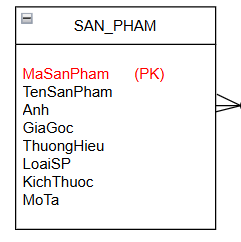 SAN_PHAM
MaSanPham (PK)
TenSanPham
Anh
GiaGoc
ThuongHieu
LoaiSP
KichThuoc
MoTa